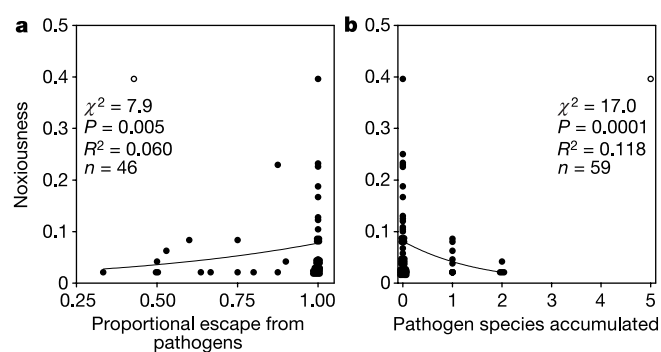 a
0.5
0.4
0.3
0.2
0.1
0
Noxiousness
χ² = 7.9
P = 0.005
R² = 0.060
n = 46
0.25 0.50 0.75 1.00
Proportional escape from
pathogens
b
0.5
0.4
0.3
0.2
0.1
0
χ² = 17.0
P = 0.0001
R² = 0.118
n = 59
0 1 2 3 4 5
Pathogen species accumulated